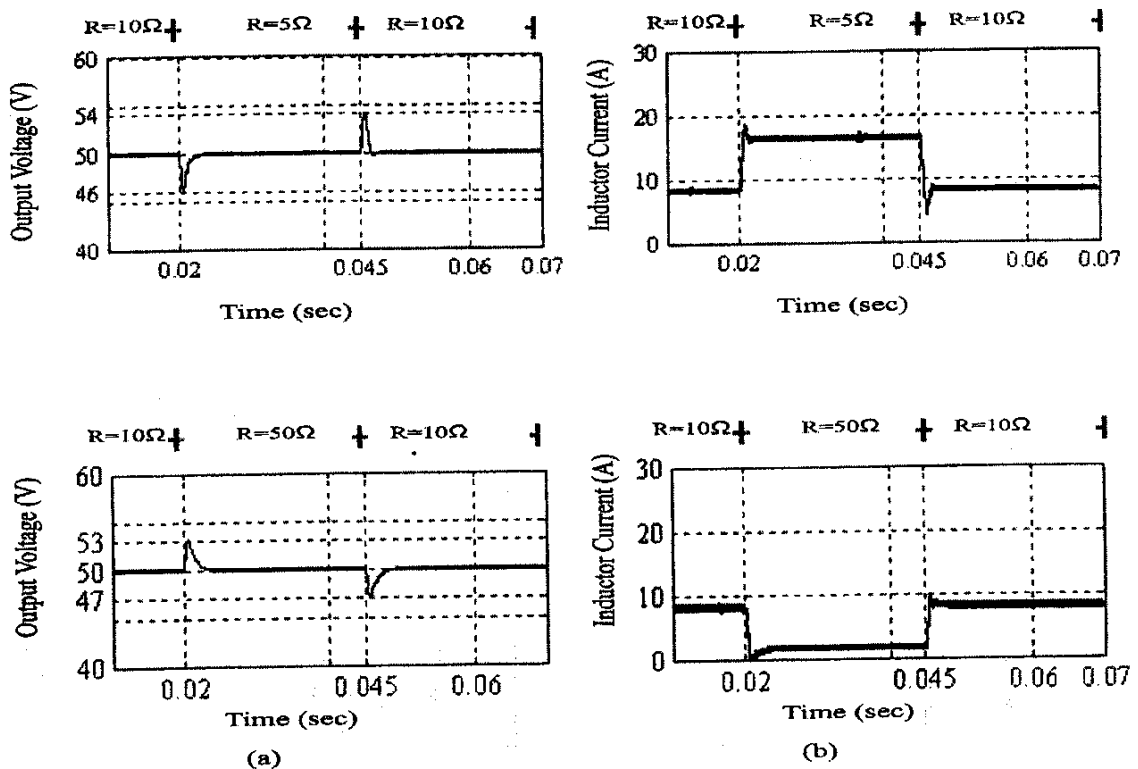 R=10Ω R=5Ω R=10Ω
Output Voltage (V)
60
54
50
46
40
0.02 0.045 0.06 0.07
Time (sec)
R=10Ω R=5Ω R=10Ω
Inductor Current (A)
30
20
10
0
0.02 0.045 0.06 0.07
Time (sec)
R=10Ω R=50Ω R=10Ω
Output Voltage (V)
60
53
50
47
40
0.02 0.045 0.06
Time (sec)
(a)
R=10Ω R=50Ω R=10Ω
Inductor Current (A)
30
20
10
0
0.02 0.045 0.06 0.07
Time (sec)
(b)